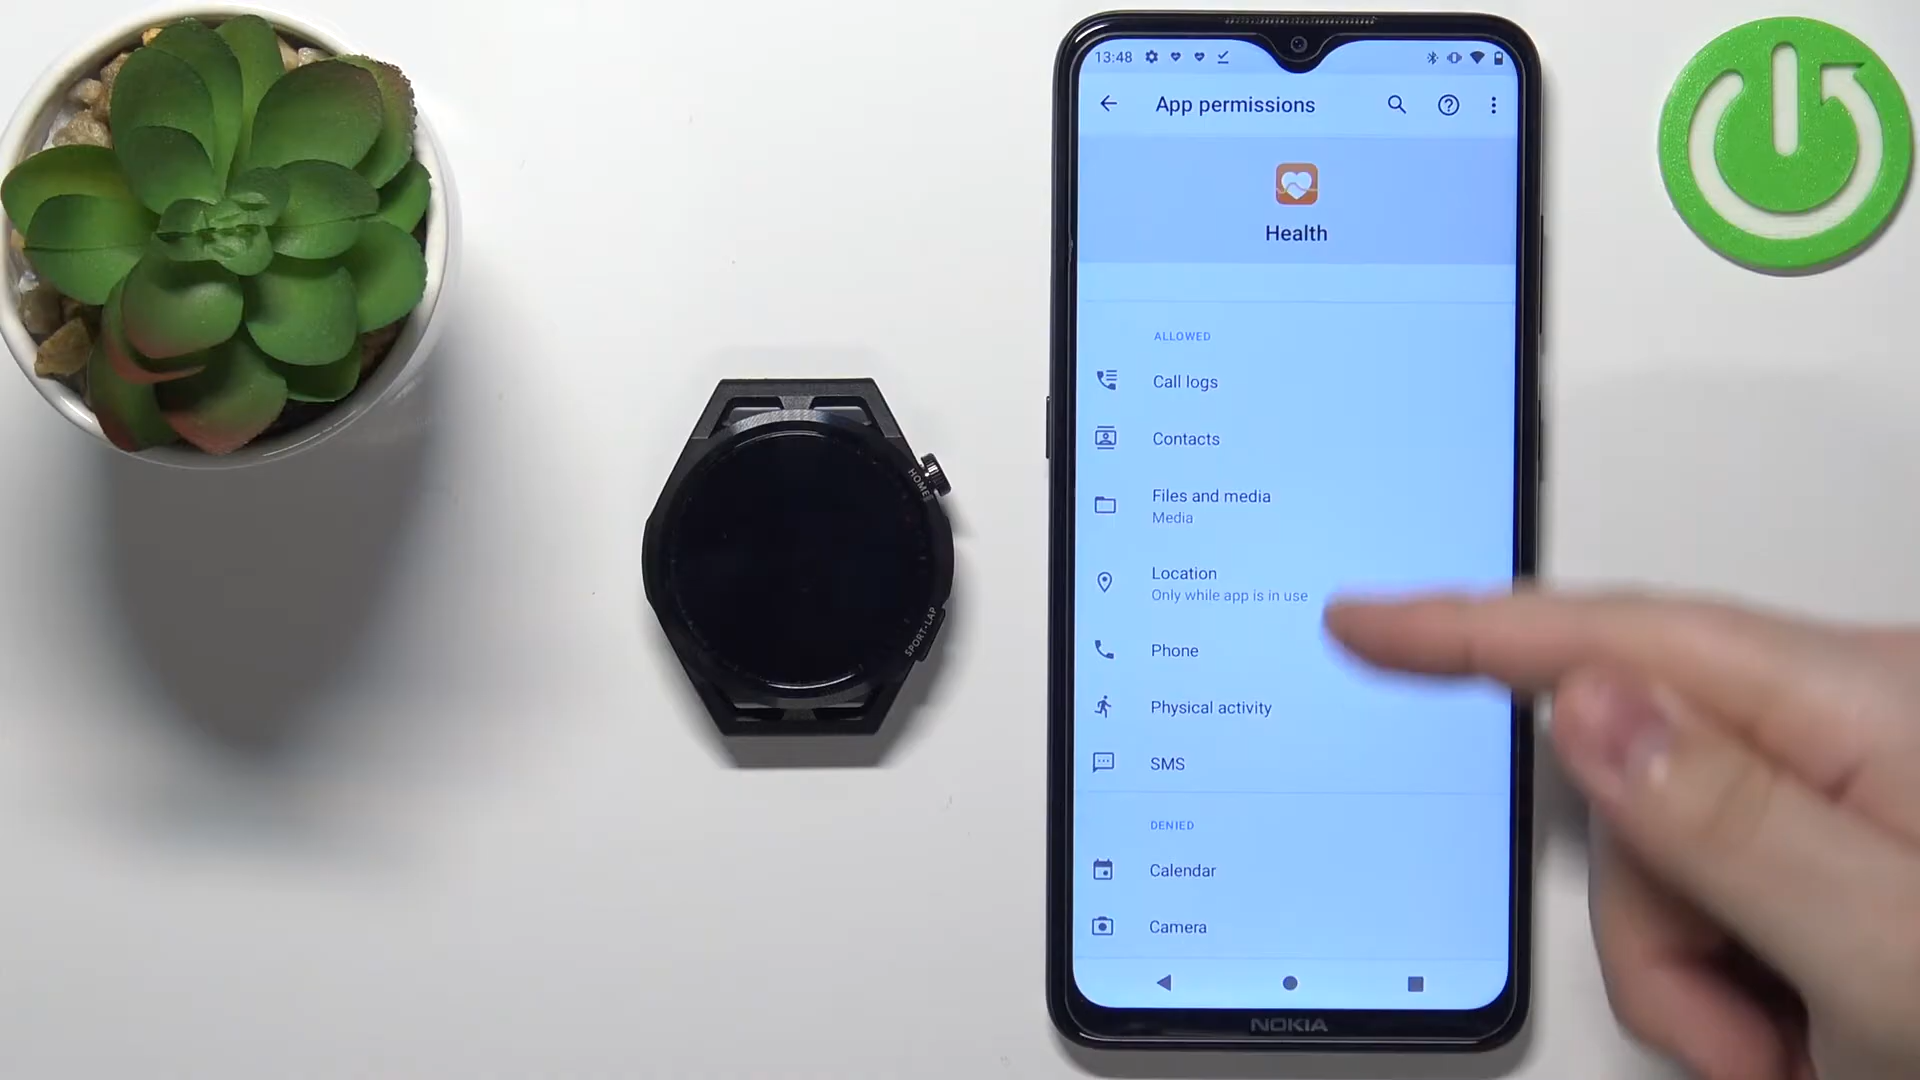 13:48
App permissions
Health
ALLOWED
Call logs
Contacts
Files and media
Media
Location
Only while app is in use
Phone
Physical activity
SMS
DENIED
Calendar
Camera
NOKIA
HOME
SPORT-LAP